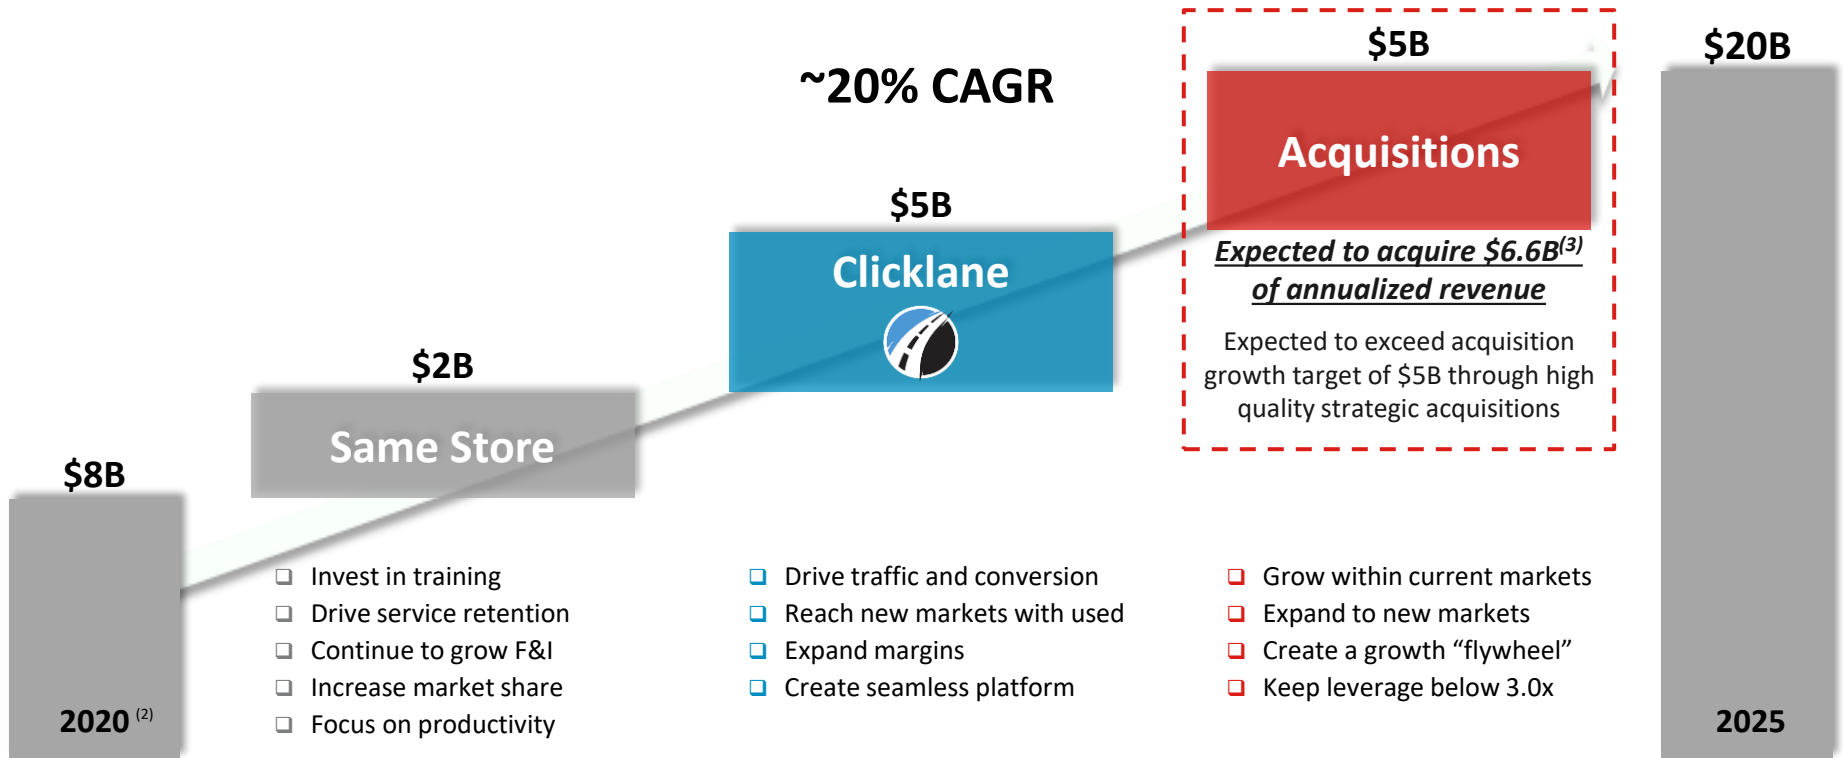 ~20% CAGR
$8B
2020 (2)
$2B
Same Store
❑ Invest in training
❑ Drive service retention
❑ Continue to grow F&I
❑ Increase market share
❑ Focus on productivity
$5B
Clicklane
❑ Drive traffic and conversion
❑ Reach new markets with used
❑ Expand margins
❑ Create seamless platform
$5B
Acquisitions
Expected to acquire $6.6B(3)
of annualized revenue
Expected to exceed acquisition
growth target of $5B through high
quality strategic acquisitions
❑ Grow within current markets
❑ Expand to new markets
❑ Create a growth “flywheel”
❑ Keep leverage below 3.0x
$20B
2025